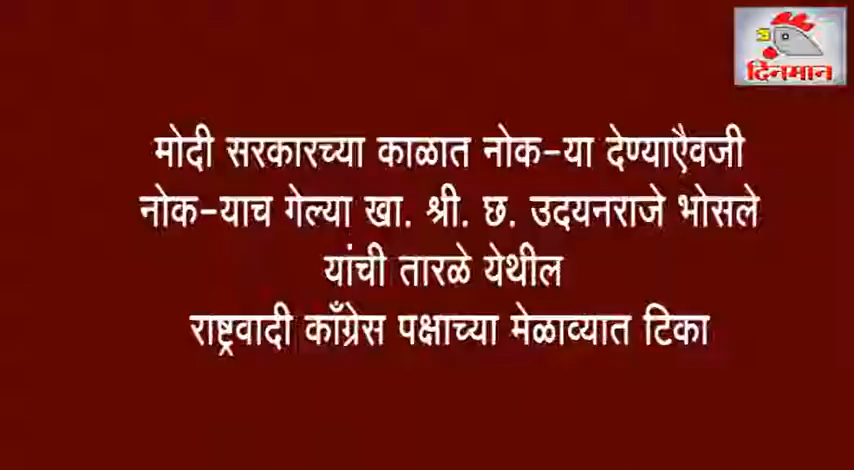 दिनमान
मोदी सरकारच्या काळात नोक-या देण्याऐवजी
नोक-याच गेल्या खा. श्री. छ. उदयनराजे भोसले
यांची तारळे येथील
राष्ट्रवादी काँग्रेस पक्षाच्या मेळाव्यात टिका